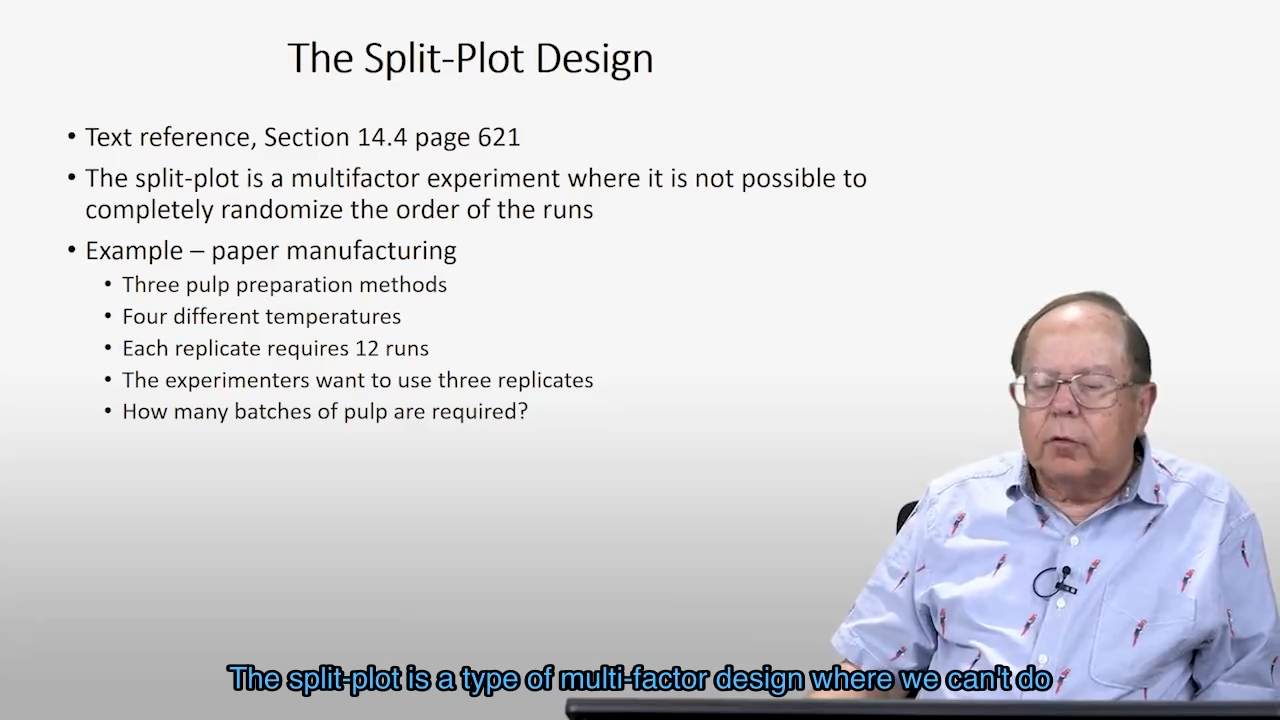 The Split-Plot Design
• Text reference, Section 14.4 page 621
• The split-plot is a multifactor experiment where it is not possible to
completely randomize the order of the runs
• Example – paper manufacturing
• Three pulp preparation methods
• Four different temperatures
• Each replicate requires 12 runs
• The experimenters want to use three replicates
• How many batches of pulp are required?
The split-plot is a type of multi-factor design where we can't do